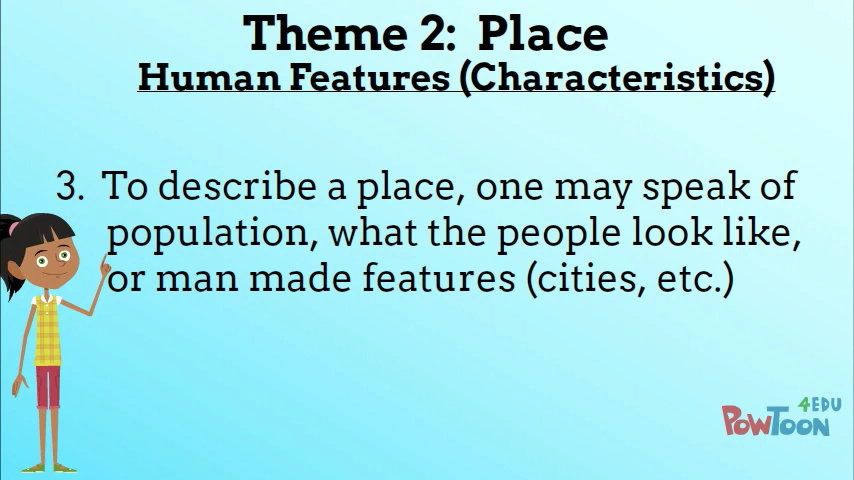 Theme 2: Place
Human Features (Characteristics)
3. To describe a place, one may speak of
population, what the people look like,
or man made features (cities, etc.)
4EDU
PowToon